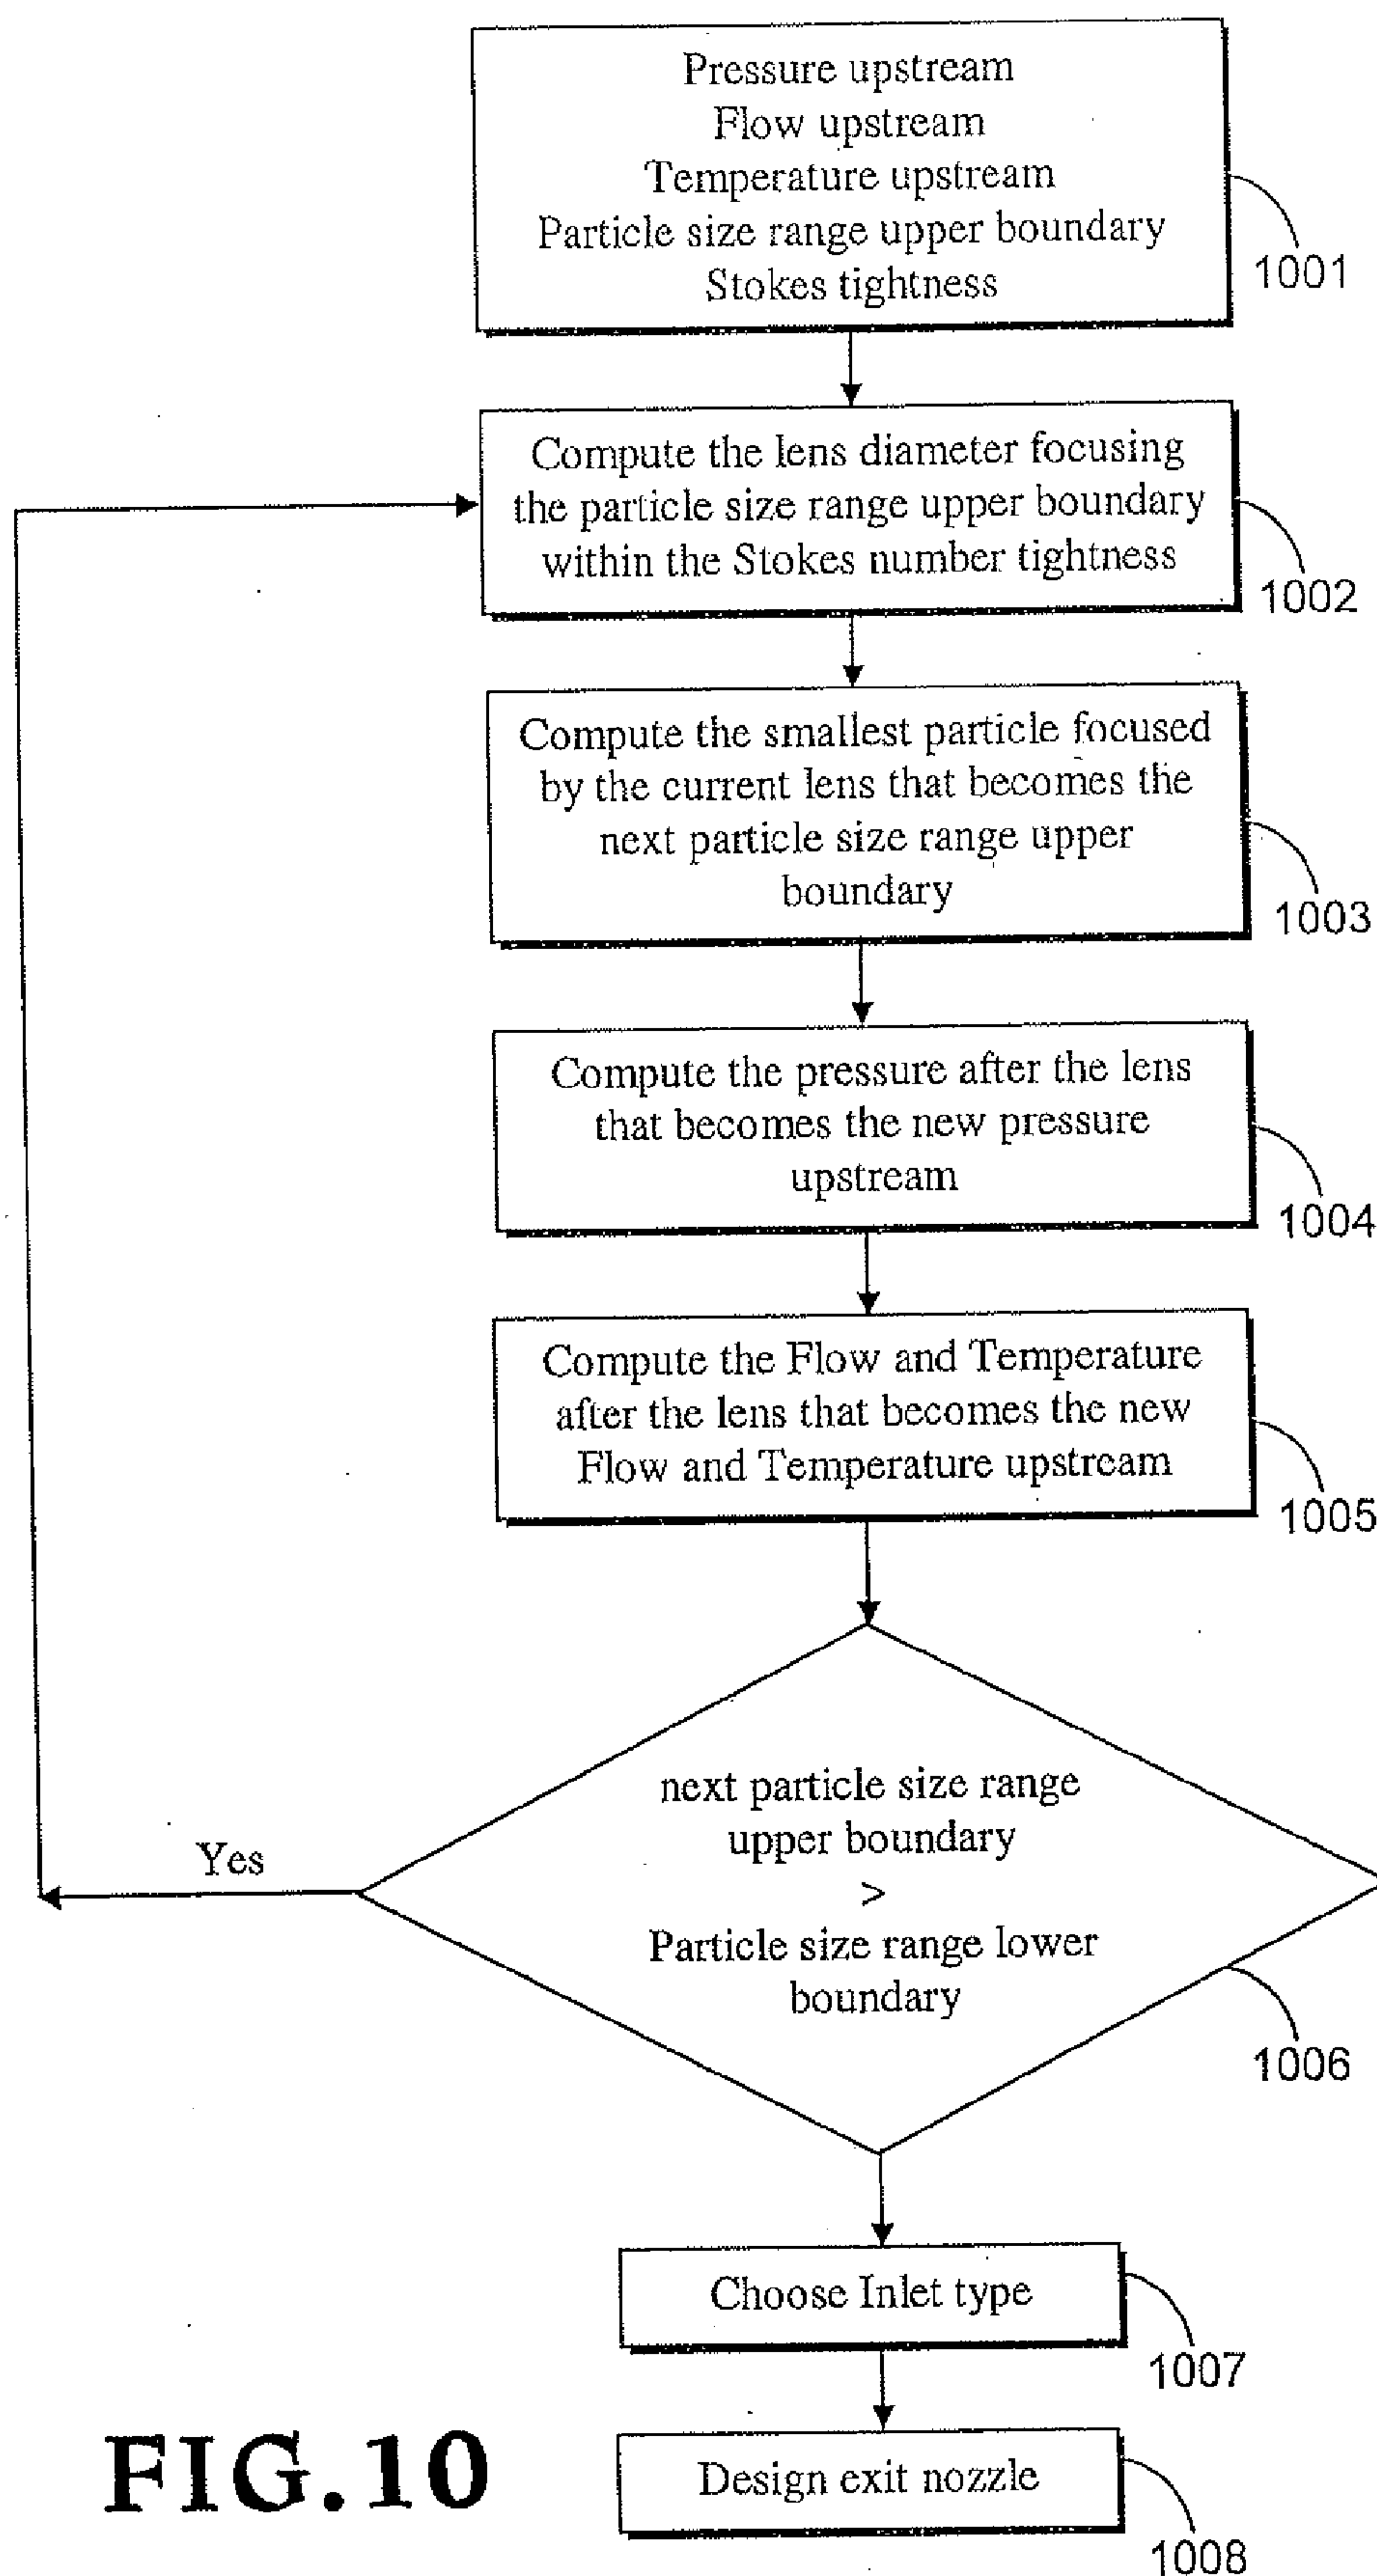 Pressure upstream
Flow upstream
Temperature upstream
Particle size range upper boundary
Stokes tightness
1001
Compute the lens diameter focusing
the particle size range upper boundary
within the Stokes number tightness
1002
Compute the smallest particle focused
by the current lens that becomes the
next particle size range upper
boundary
1003
Compute the pressure after the lens
that becomes the new pressure
upstream
1004
Compute the Flow and Temperature
after the lens that becomes the new
Flow and Temperature upstream
1005
next particle size range
upper boundary
>
Particle size range lower
boundary
Yes
1006
Choose Inlet type
1007
Design exit nozzle
1008
FIG.10